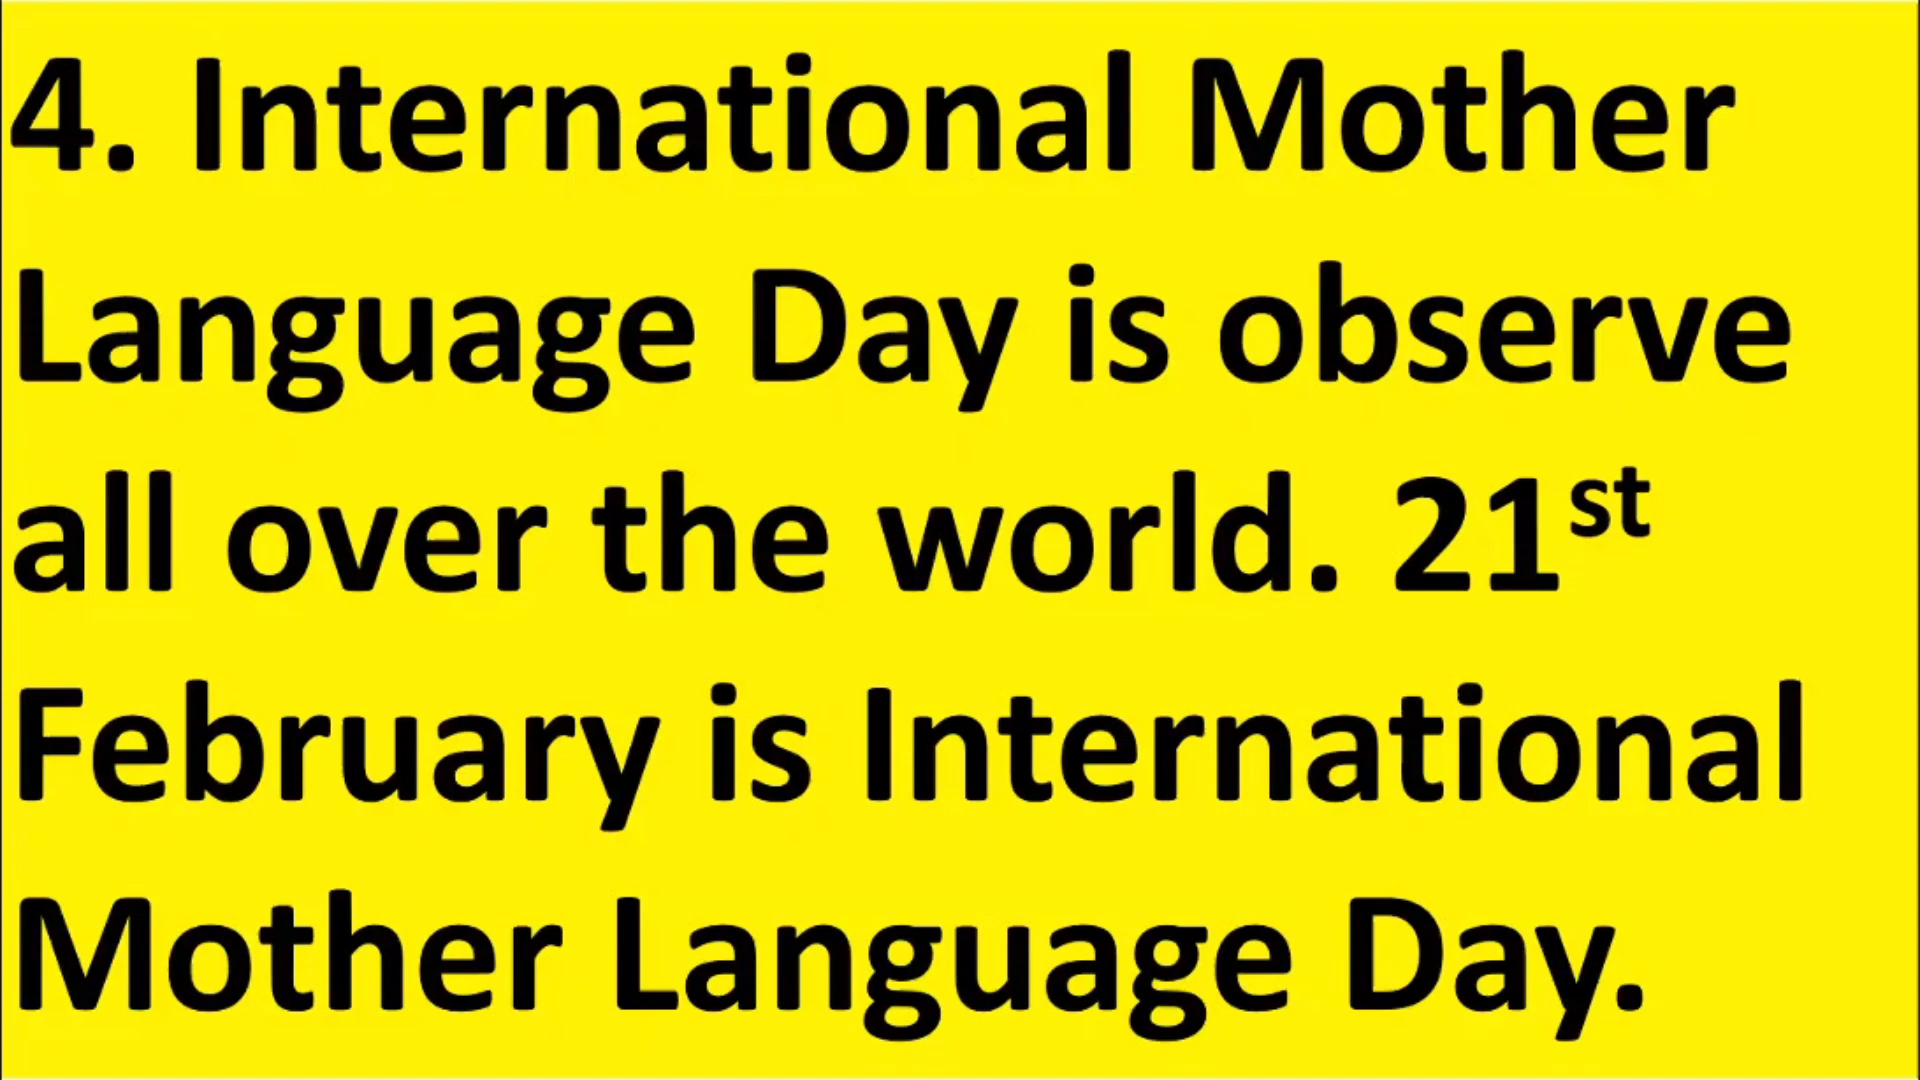 4. International Mother
Language Day is observe
all over the world. 21st
February is International
Mother Language Day.